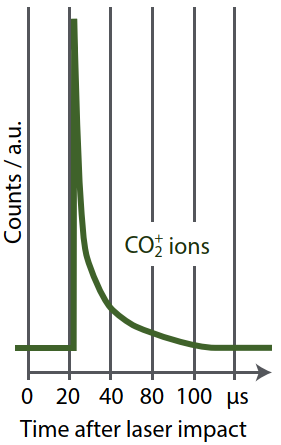 Counts / a.u.
CO₂⁺ ions
0 20 40 80 100 μs
Time after laser impact